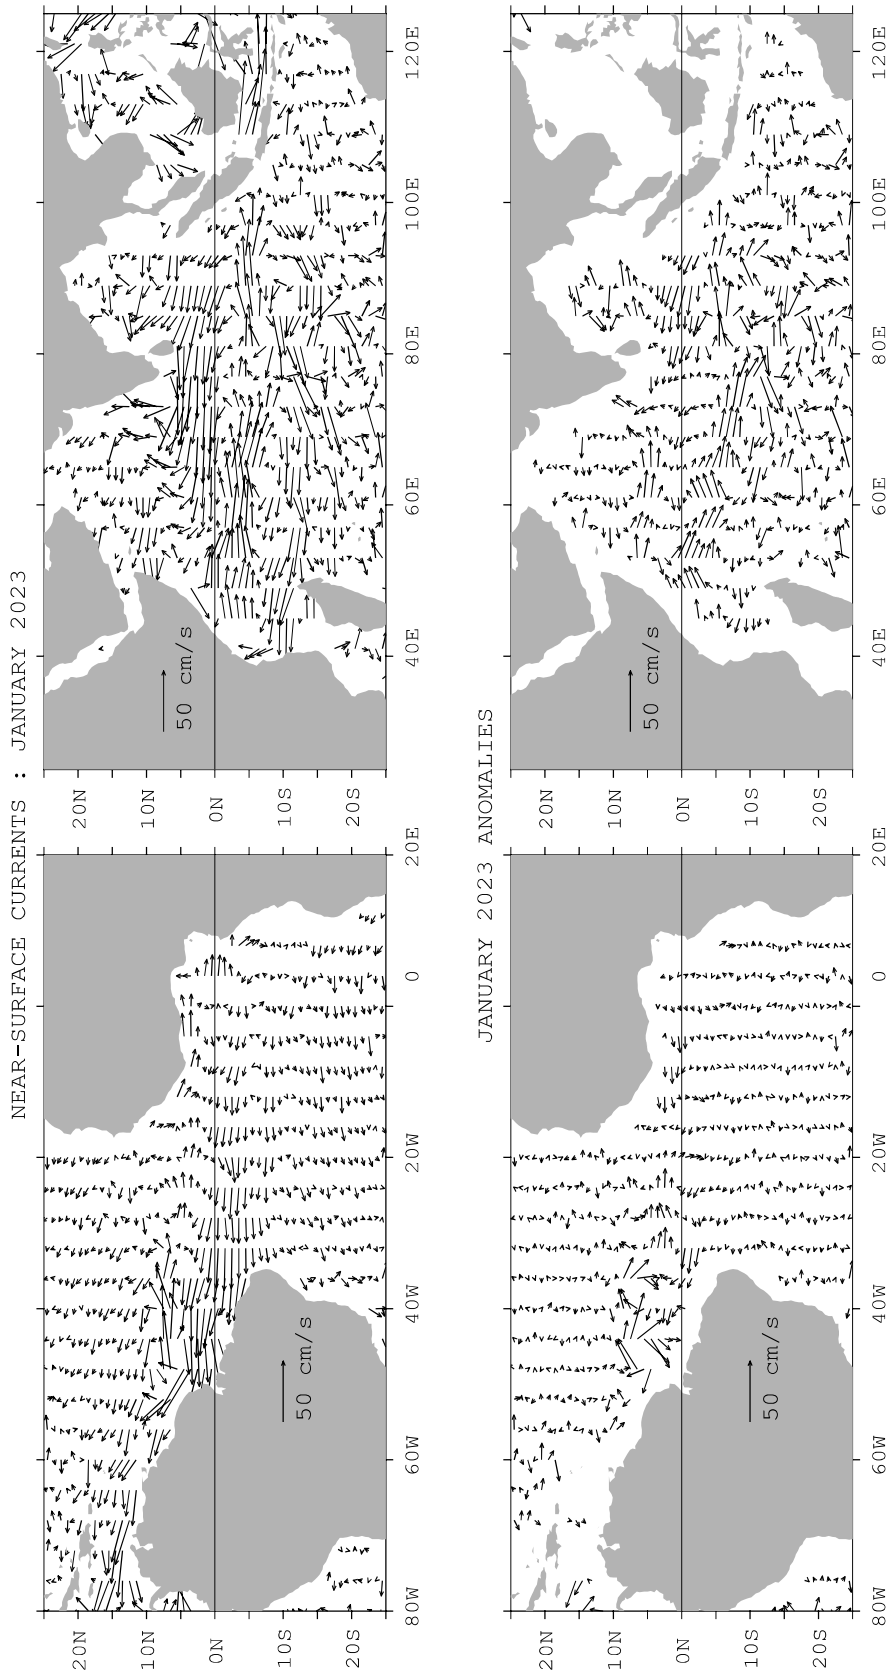 NEAR-SURFACE CURRENTS : JANUARY 2023
20N
10N
0N
10S
20S
80W 60W 40W 20W 0 20E
50 cm/s
20N
10N
0N
10S
20S
40E 60E 80E 100E 120E
50 cm/s
JANUARY 2023 ANOMALIES
20N
10N
0N
10S
20S
80W 60W 40W 20W 0 20E
50 cm/s
20N
10N
0N
10S
20S
40E 60E 80E 100E 120E
50 cm/s